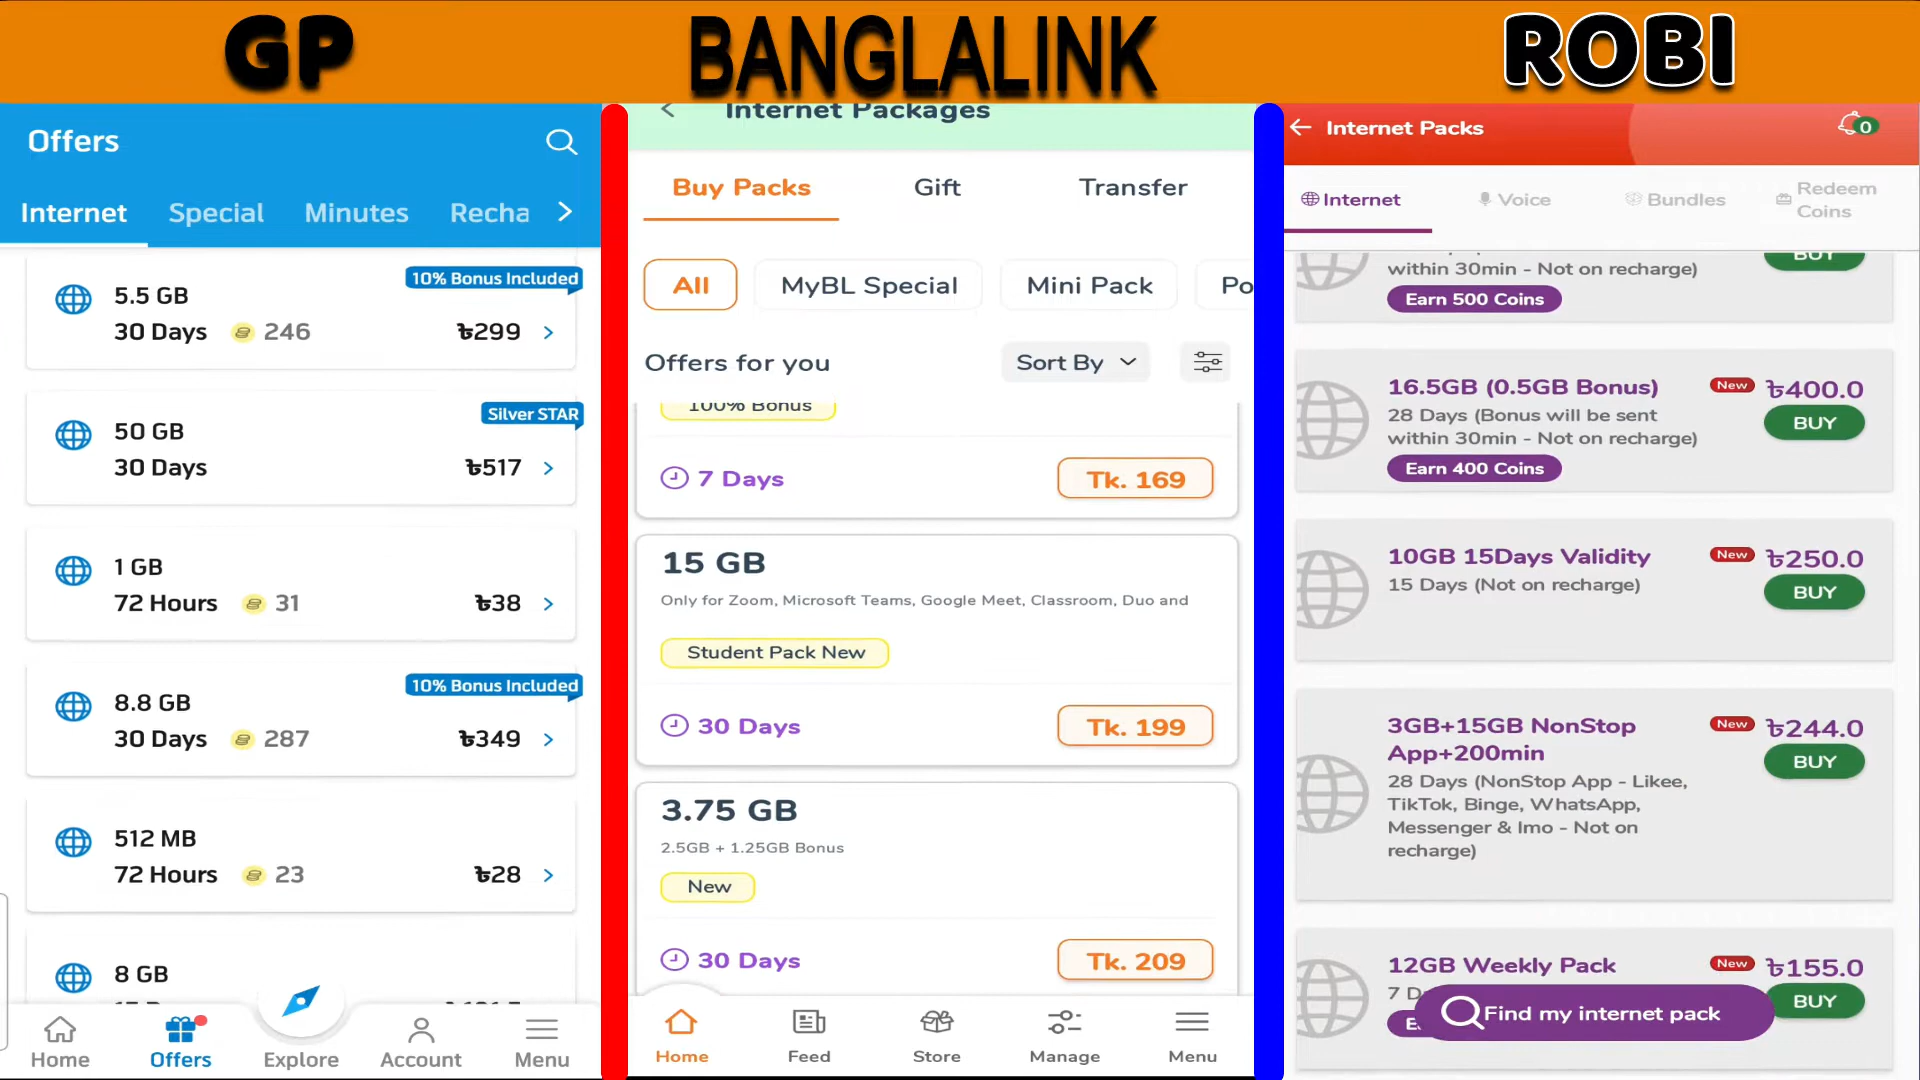 GP
BANGLALINK
ROBI
Offers
Internet
Special
Minutes
Recha
10% Bonus Included
5.5 GB
30 Days
246
৳299
Silver STAR
50 GB
30 Days
৳517
1 GB
72 Hours
31
৳38
10% Bonus Included
8.8 GB
30 Days
287
৳349
512 MB
72 Hours
23
৳28
8 GB
Home
Offers
Explore
Account
Menu
Internet Packages
Buy Packs
Gift
Transfer
All
MyBL Special
Mini Pack
Po
Offers for you
Sort By
100% Bonus
7 Days
Tk. 169
15 GB
Only for Zoom, Microsoft Teams, Google Meet, Classroom, Duo and
Student Pack New
30 Days
Tk. 199
3.75 GB
2.5GB + 1.25GB Bonus
New
30 Days
Tk. 209
Home
Feed
Store
Manage
Menu
Internet Packs
0
Internet
Voice
Bundles
Redeem
Coins
BUY
within 30min - Not on recharge)
Earn 500 Coins
16.5GB (0.5GB Bonus)
New
৳400.0
28 Days (Bonus will be sent
within 30min - Not on recharge)
BUY
Earn 400 Coins
10GB 15Days Validity
New
৳250.0
15 Days (Not on recharge)
BUY
3GB+15GB NonStop
App+200min
New
৳244.0
BUY
28 Days (NonStop App - Likee,
TikTok, Binge, WhatsApp,
Messenger & Imo - Not on
recharge)
12GB Weekly Pack
New
৳155.0
7 D
BUY
Find my internet pack